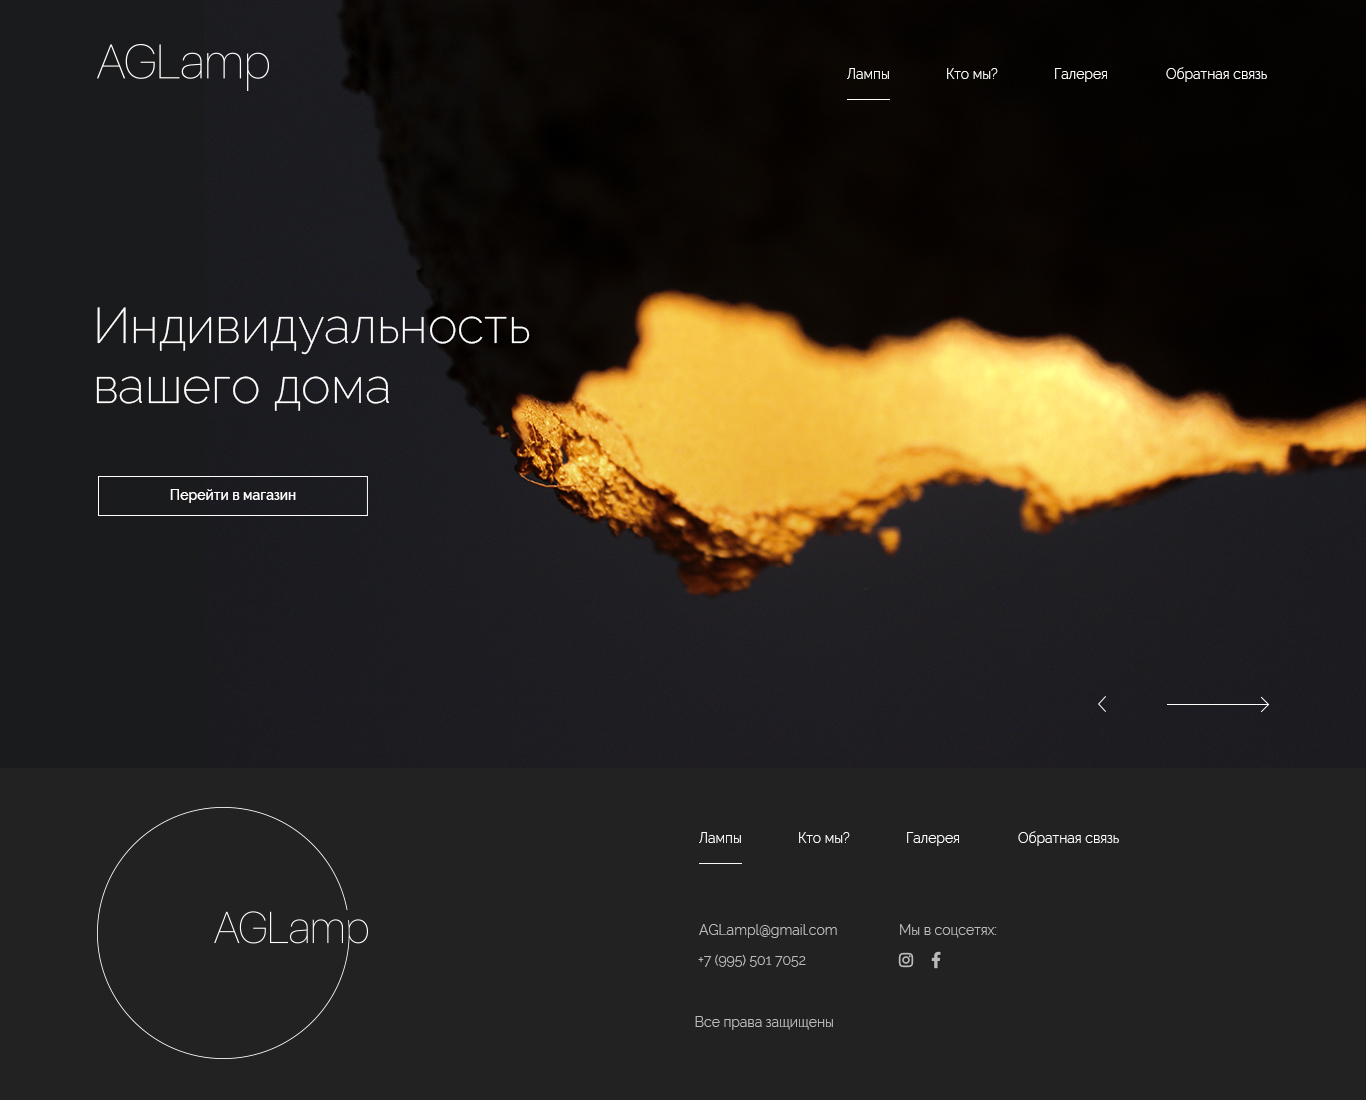 AGLamp
Лампы
Кто мы?
Галерея
Обратная связь
Индивидуальность
вашего дома
Перейти в магазин
AGLamp
Лампы
Кто мы?
Галерея
Обратная связь
AGLampl@gmail.com
Мы в соцсетях:
+7 (995) 501 7052
Все права защищены